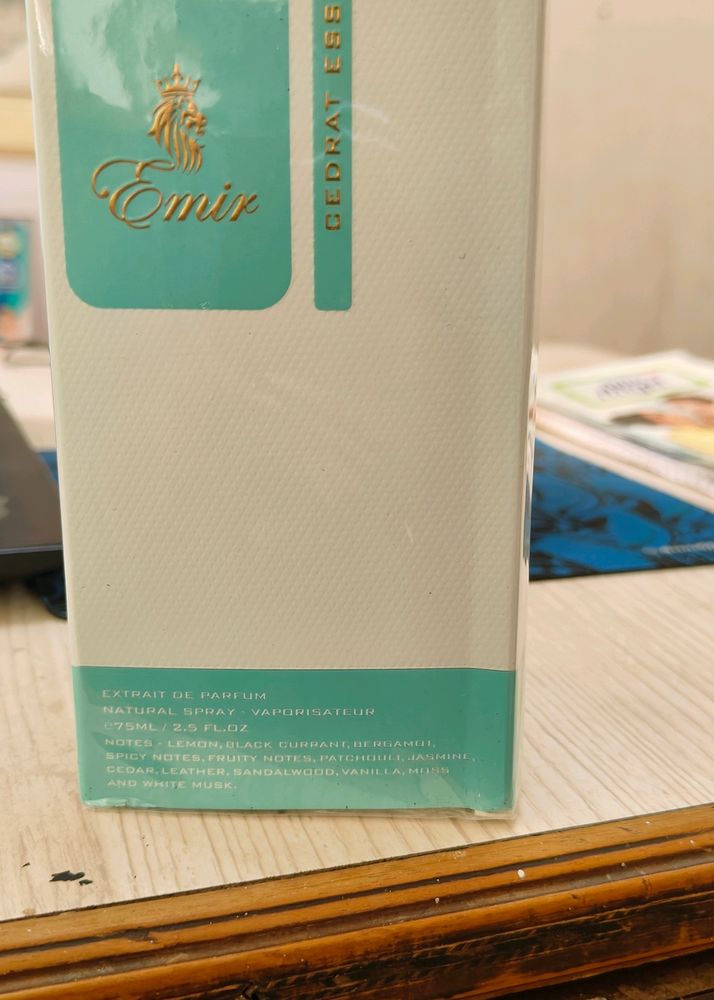 CEDRAT ESS
Emir
EXTRAIT DE PARFUM
NATURAL SPRAY - VAPORISATEUR
℮75ML / 2.5 FL.OZ
NOTES - LEMON, BLACK CURRANT, BERGAMOT,
SPICY NOTES, FRUITY NOTES, PATCHOULI, JASMINE,
CEDAR, LEATHER, SANDALWOOD, VANILLA, MOSS
AND WHITE MUSK.